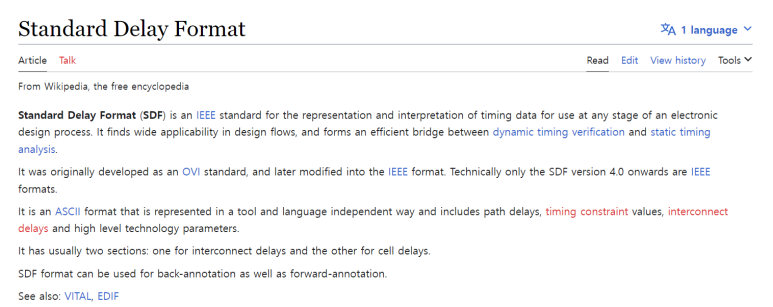 Standard Delay Format
1 language
Article Talk
Read Edit View history Tools
From Wikipedia, the free encyclopedia
Standard Delay Format (SDF) is an IEEE standard for the representation and interpretation of timing data for use at any stage of an electronic
design process. It finds wide applicability in design flows, and forms an efficient bridge between dynamic timing verification and static timing
analysis.
It was originally developed as an OVI standard, and later modified into the IEEE format. Technically only the SDF version 4.0 onwards are IEEE
formats.
It is an ASCII format that is represented in a tool and language independent way and includes path delays, timing constraint values, interconnect
delays and high level technology parameters.
It has usually two sections: one for interconnect delays and the other for cell delays.
SDF format can be used for back-annotation as well as forward-annotation.
See also: VITAL, EDIF